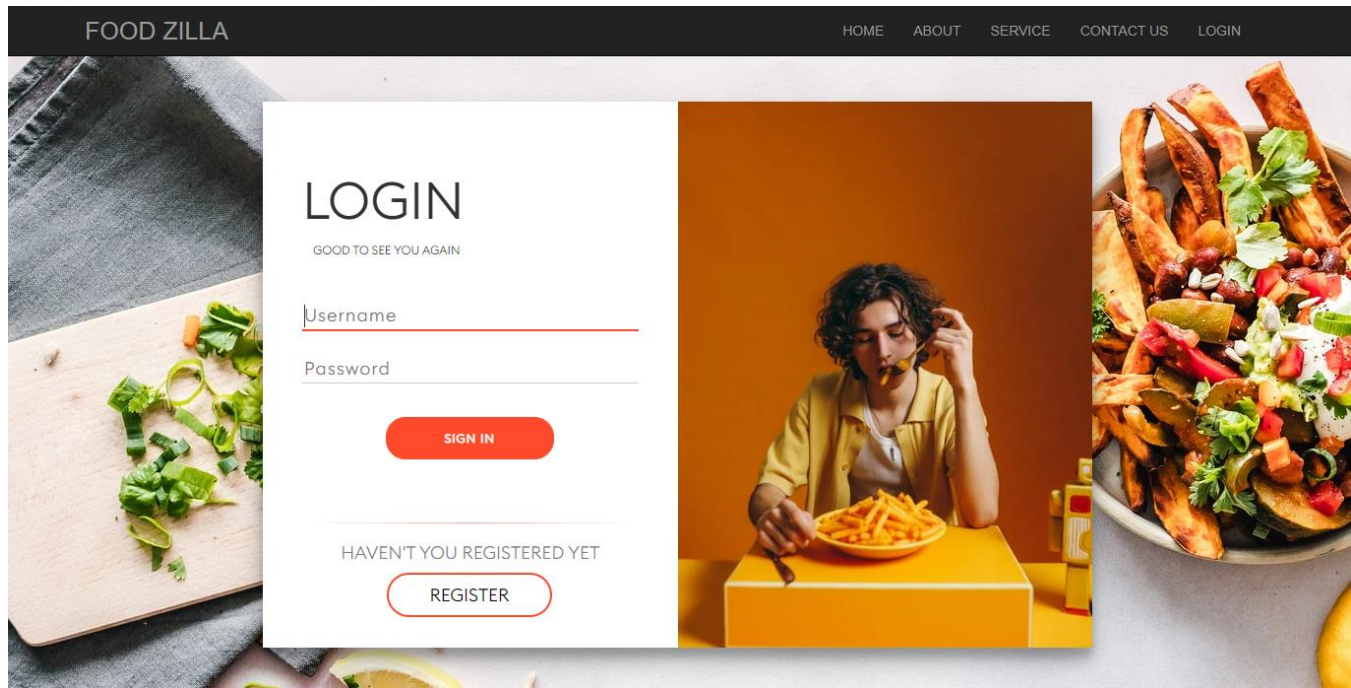 FOOD ZILLA
HOME ABOUT SERVICE CONTACT US LOGIN
LOGIN
GOOD TO SEE YOU AGAIN
Username
Password
SIGN IN
HAVEN'T YOU REGISTERED YET
REGISTER